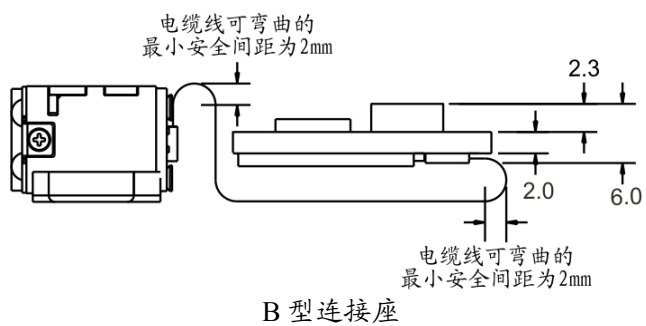 电缆线可弯曲的
最小安全间距为2mm
2.3
2.0
6.0
电缆线可弯曲的
最小安全间距为2mm
B 型连接座